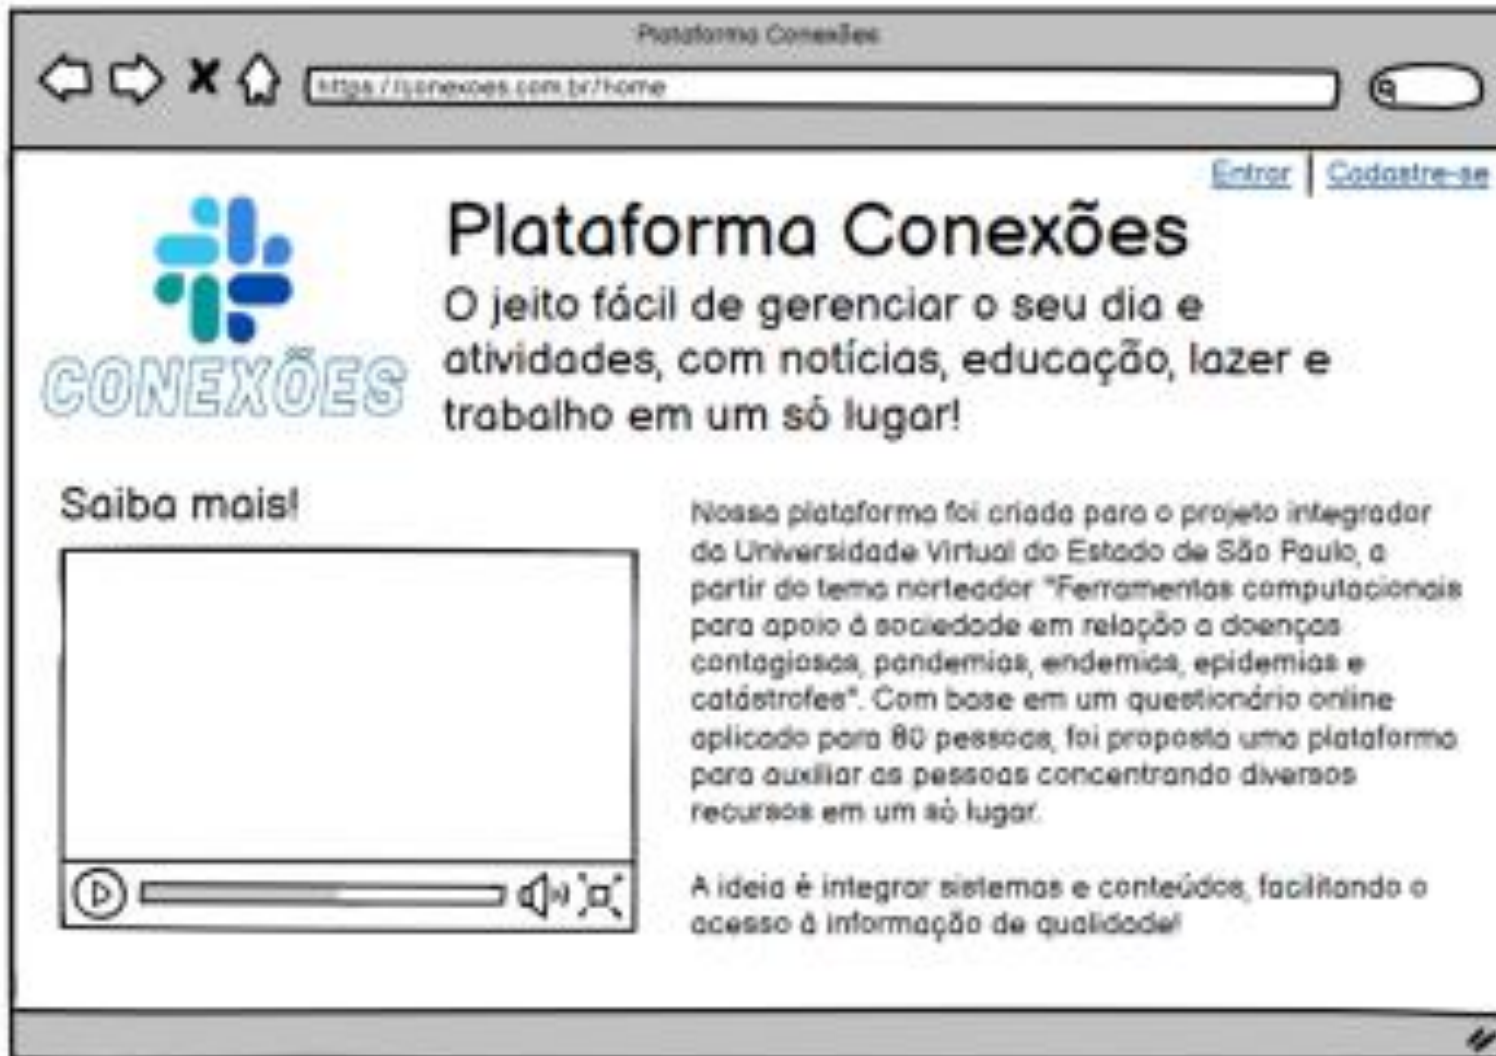 Plataforma Conexões
https://conexoes.com.br/home
Entrar | Cadastre-se
Plataforma Conexões
O jeito fácil de gerenciar o seu dia e
atividades, com notícias, educação, lazer e
trabalho em um só lugar!
CONEXÕES
Saiba mais!
Nossa plataforma foi criada para o projeto integrador
da Universidade Virtual do Estado de São Paulo, a
partir do tema norteador "Ferramentas computacionais
para apoio à sociedade em relação a doenças
contagiosas, pandemias, endemias, epidemias e
catástrofes". Com base em um questionário online
aplicado para 80 pessoas, foi proposta uma plataforma
para auxiliar as pessoas concentrando diversos
recursos em um só lugar.
A ideia é integrar sistemas e conteúdos, facilitando o
acesso à informação de qualidade!